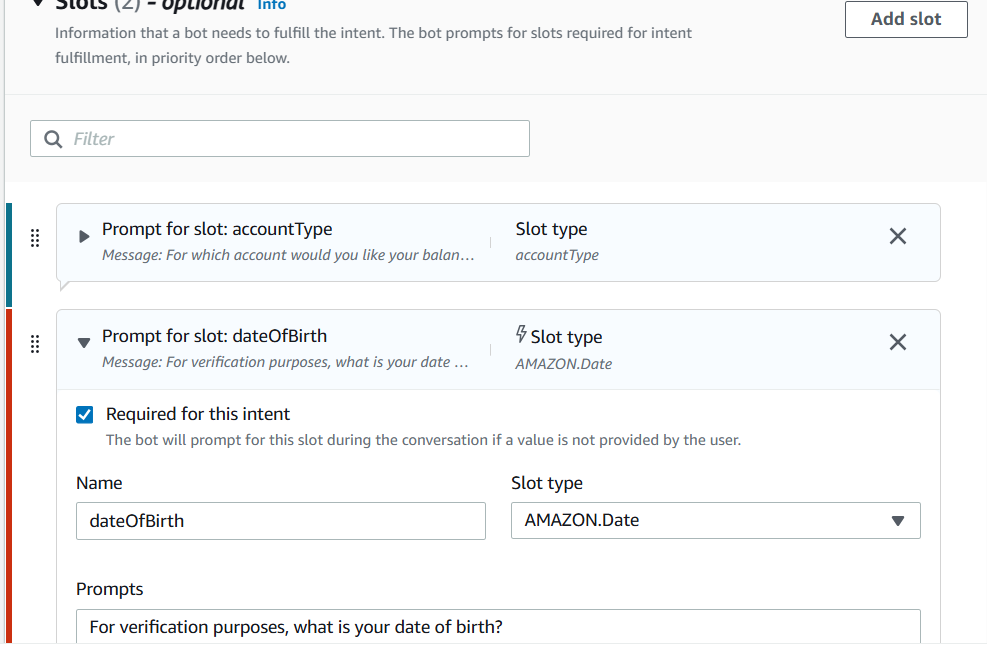 Slots (2) - optional Info
Add slot
Information that a bot needs to fulfill the intent. The bot prompts for slots required for intent
fulfillment, in priority order below.
Filter
Prompt for slot: accountType
Message: For which account would you like your balan...
Slot type
accountType
Prompt for slot: dateOfBirth
Message: For verification purposes, what is your date ...
Slot type
AMAZON.Date
Required for this intent
The bot will prompt for this slot during the conversation if a value is not provided by the user.
Name
dateOfBirth
Slot type
AMAZON.Date
Prompts
For verification purposes, what is your date of birth?